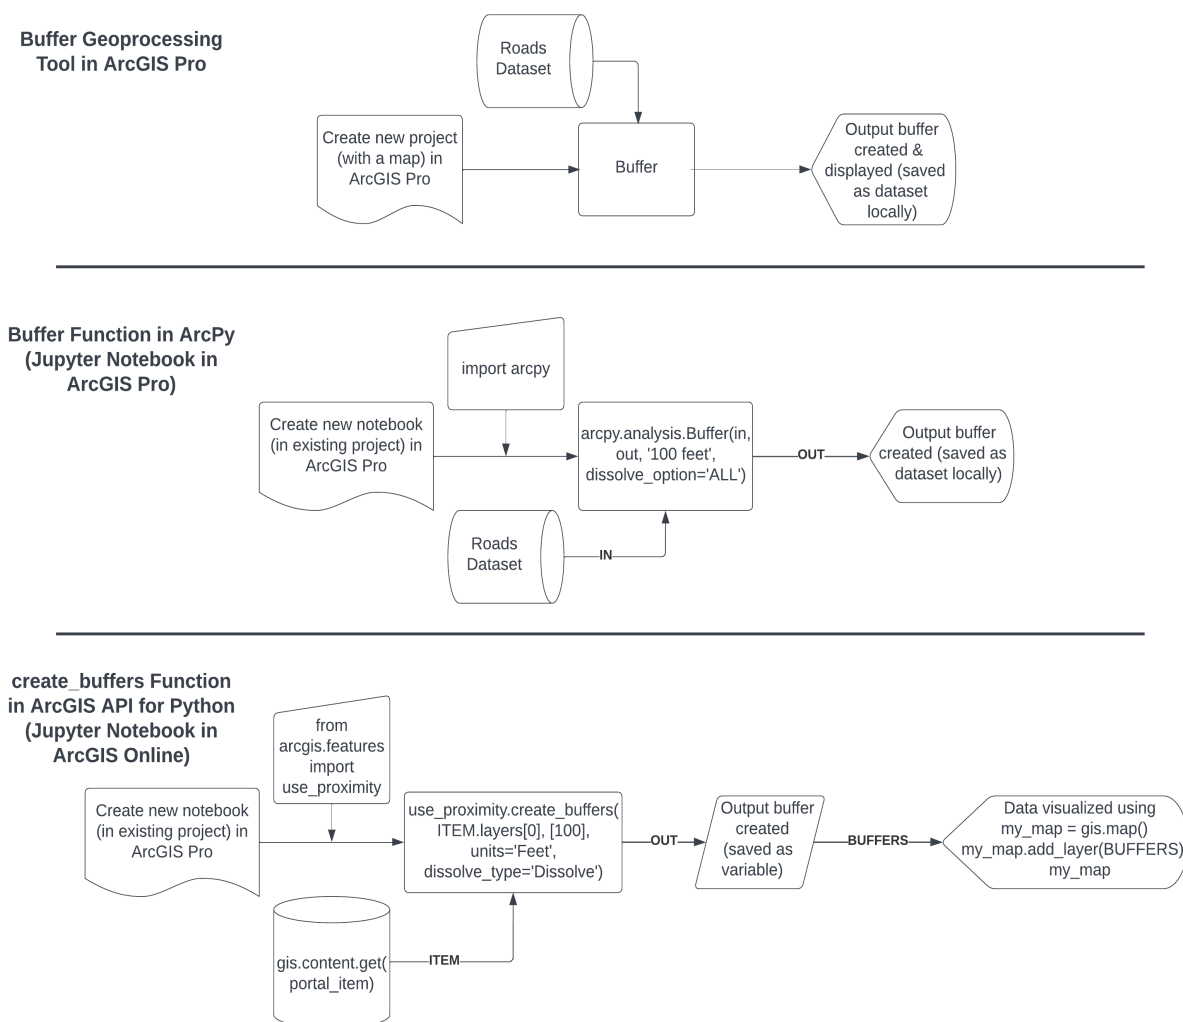 Buffer Geoprocessing
Tool in ArcGIS Pro
Roads
Dataset
Create new project
(with a map) in
ArcGIS Pro
Buffer
Output buffer
created &
displayed (saved
as dataset
locally)
Buffer Function in ArcPy
(Jupyter Notebook in
ArcGIS Pro)
import arcpy
Create new notebook
(in existing project) in
ArcGIS Pro
arcpy.analysis.Buffer(in,
out, '100 feet',
dissolve_option='ALL')
OUT
Output buffer
created (saved as
dataset locally)
Roads
Dataset
IN
create_buffers Function
in ArcGIS API for Python
(Jupyter Notebook in
ArcGIS Online)
from
arcgis.features
import
use_proximity
Create new notebook
(in existing project) in
ArcGIS Pro
use_proximity.create_buffers(
ITEM.layers[0], [100],
units='Feet',
dissolve_type='Dissolve')
OUT
Output buffer
created
(saved as
variable)
BUFFERS
Data visualized using
my_map = gis.map()
my_map.add_layer(BUFFERS)
my_map
gis.content.get(
portal_item)
ITEM